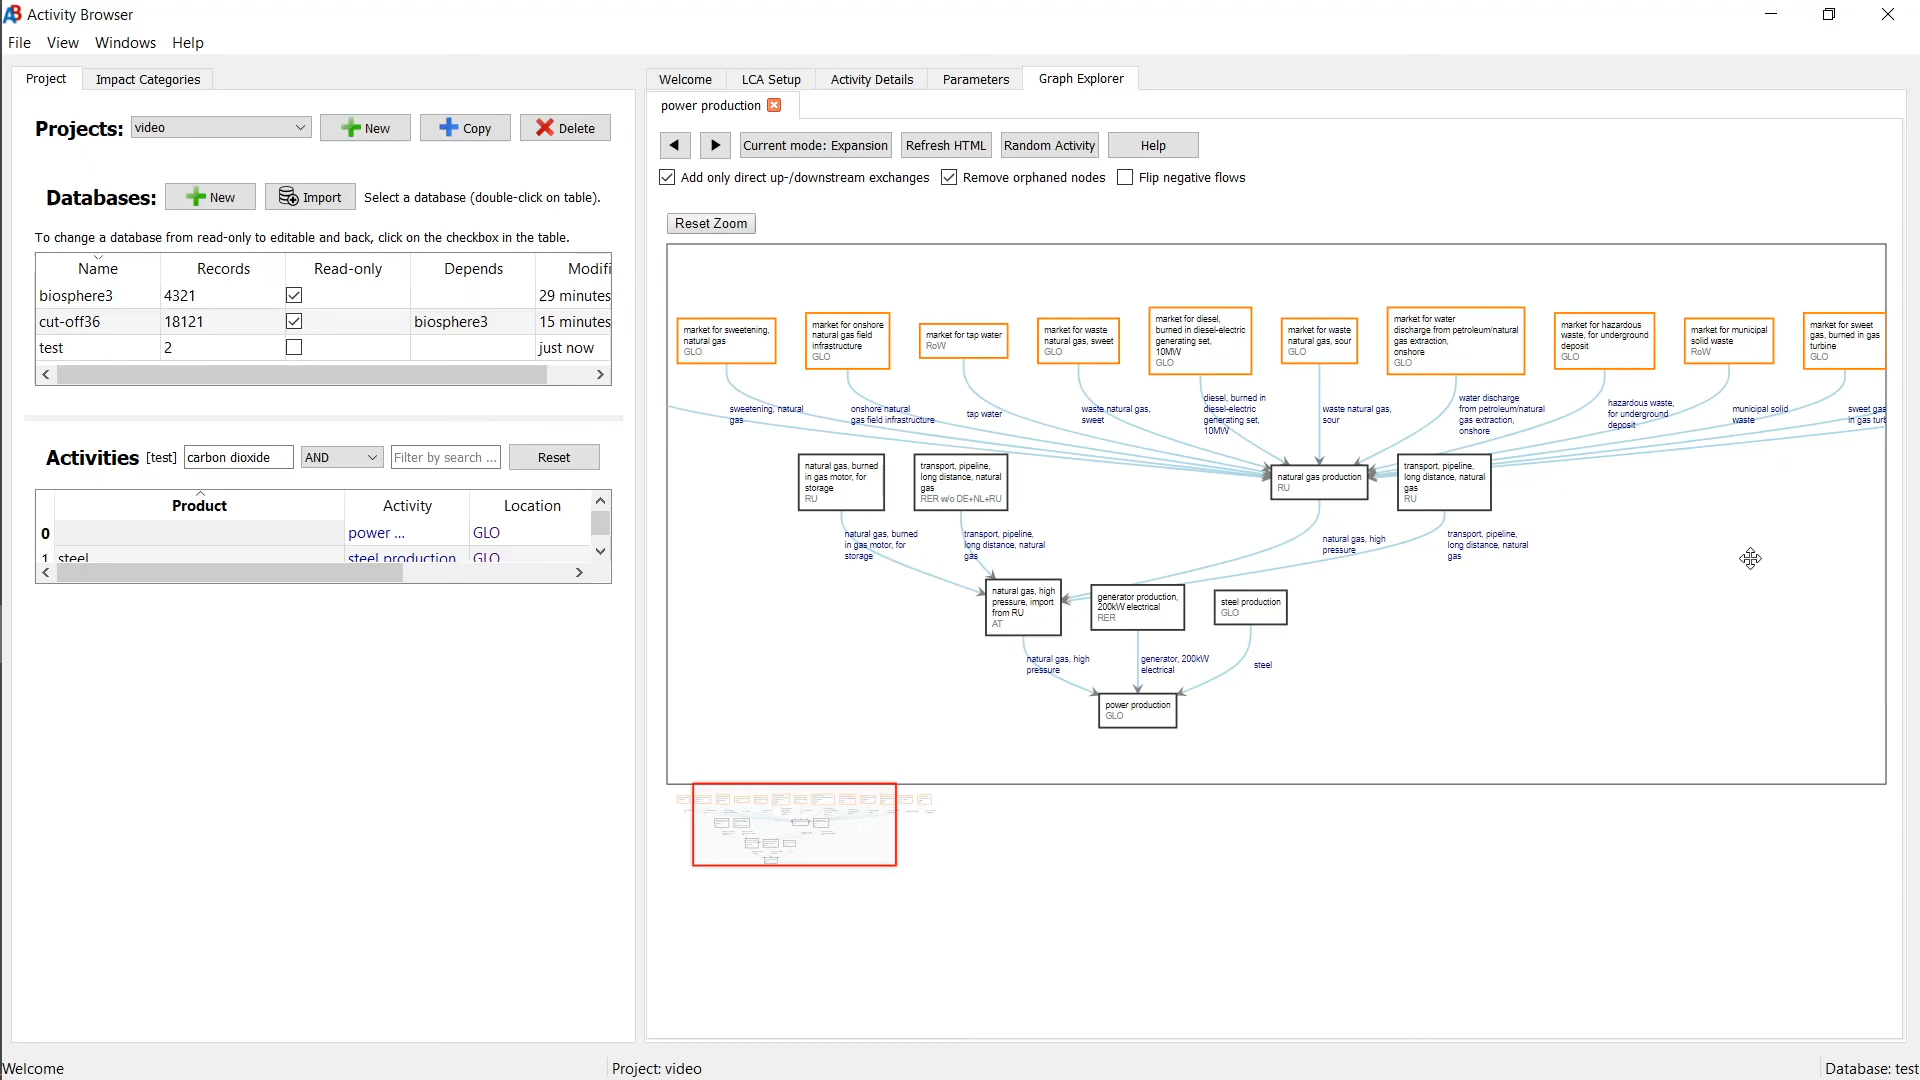 Activity Browser
File View Windows Help
Project Impact Categories
Projects: video New Copy Delete
Databases: New Import Select a database (double-click on table).
To change a database from read-only to editable and back, click on the checkbox in the table.
Name Records Read-only Depends Modifi
biosphere3 4321 29 minutes
cut-off36 18121 biosphere3 15 minutes
test 2 just now
Activities [test] carbon dioxide AND Filter by search ... Reset
Product Activity Location
0 power ... GLO
1 steel steel production GLO
Welcome LCA Setup Activity Details Parameters Graph Explorer
power production
Current mode: Expansion Refresh HTML Random Activity Help
Add only direct up-/downstream exchanges Remove orphaned nodes Flip negative flows
Reset Zoom
market for sweetening,
natural gas
GLO
market for onshore
natural gas field
infrastructure
GLO
market for tap water
RoW
market for waste
natural gas, sweet
GLO
market for diesel,
burned in diesel-electric
generating set,
10MW
GLO
market for waste
natural gas, sour
GLO
market for water
discharge from petroleum/natural
gas extraction,
onshore
GLO
market for hazardous
waste, for underground
deposit
GLO
market for municipal
solid waste
RoW
market for sweet
gas, burned in gas
turbine
GLO
sweetening, natural
gas
onshore natural
gas field infrastructure
tap water
waste natural gas,
sweet
diesel, burned in
diesel-electric
generating set,
10MW
waste natural gas,
sour
water discharge
from petroleum/natural
gas extraction,
onshore
hazardous waste,
for underground
deposit
municipal solid
waste
sweet gas
in gas turb
natural gas, burned
in gas motor, for
storage
RU
transport, pipeline,
long distance, natural
gas
RER w/o DE+NL+RU
natural gas production
RU
transport, pipeline,
long distance, natural
gas
RU
natural gas, burned
in gas motor, for
storage
transport, pipeline,
long distance, natural
gas
natural gas, high
pressure
transport, pipeline,
long distance, natural
gas
natural gas, high
pressure, import
from RU
AT
generator production,
200kW electrical
RER
steel production
GLO
natural gas, high
pressure
generator, 200kW
electrical
steel
power production
GLO
Welcome Project: video Database: test